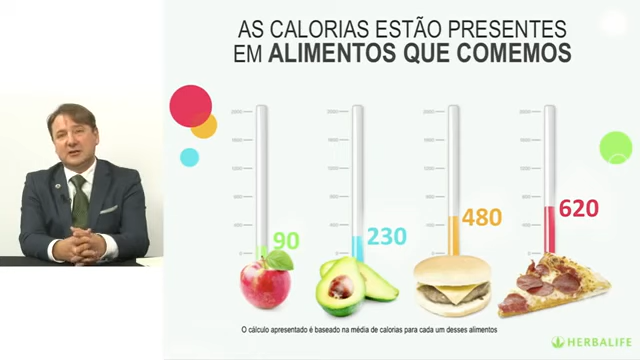 AS CALORIAS ESTÃO PRESENTES
EM ALIMENTOS QUE COMEMOS
90
230
480
620
O cálculo apresentado é baseado na média de calorias para cada um desses alimentos
HERBALIFE